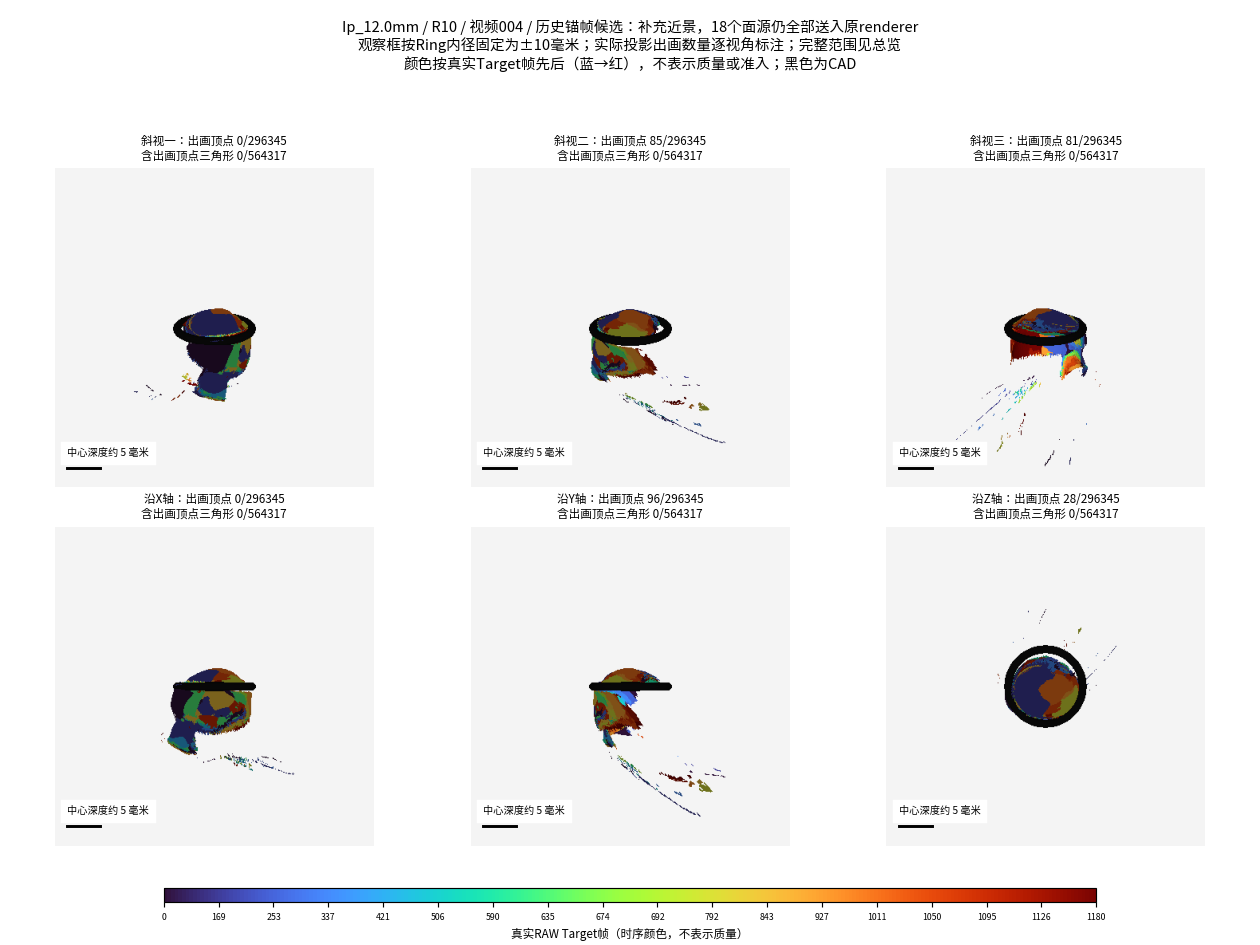 Ip_12.0mm / R10 / 视频004 / 历史锚帧候选：补充近景，18个面源仍全部送入原renderer
观察框按Ring内径固定为±10毫米；实际投影出画数量逐视角标注；完整范围见总览
颜色按真实Target帧先后（蓝→红），不表示质量或准入；黑色为CAD
斜视一：出画顶点 0/296345
含出画顶点三角形 0/564317
斜视二：出画顶点 85/296345
含出画顶点三角形 0/564317
斜视三：出画顶点 81/296345
含出画顶点三角形 0/564317
中心深度约 5 毫米
中心深度约 5 毫米
中心深度约 5 毫米
沿X轴：出画顶点 0/296345
含出画顶点三角形 0/564317
沿Y轴：出画顶点 96/296345
含出画顶点三角形 0/564317
沿Z轴：出画顶点 28/296345
含出画顶点三角形 0/564317
中心深度约 5 毫米
中心深度约 5 毫米
中心深度约 5 毫米
0 169 253 337 421 506 590 635 674 692 792 843 927 1011 1050 1095 1126 1180
真实RAW Target帧（时序颜色，不表示质量）